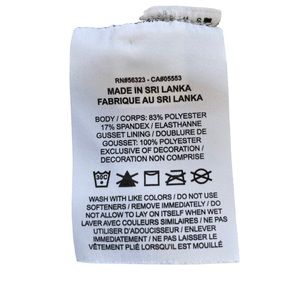 RN#56323 - CA#05553
MADE IN SRI LANKA
FABRIQUE AU SRI LANKA
BODY / CORPS: 83% POLYESTER
17% SPANDEX / ELASTHANNE
GUSSET LINING / DOUBLURE DE
GOUSSET: 100% POLYESTER
EXCLUSIVE OF DECORATION /
DECORATION NON COMPRISE
30C
WASH WITH LIKE COLORS / DO NOT USE
SOFTENERS / REMOVE IMMEDIATELY / DO
NOT ALLOW TO LAY ON ITSELF WHEN WET
LAVER AVEC COULEURS SIMILAIRES / NE PAS
UTILISER D'ADOUCISSEUR / ENLEVER
IMMEDIATEMENT / NE PAS LAISSER LE
VÊTEMENT PLIÉ LORSQU'IL EST MOUILLÉ